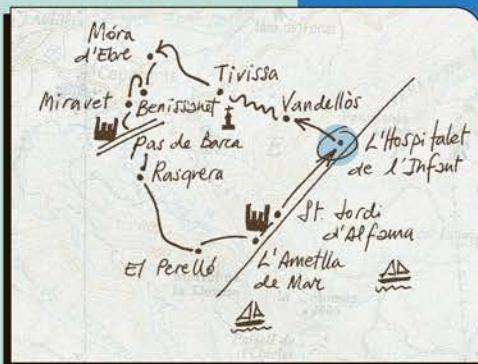 Móra
d'Ebre
Tivissa
Miravet
Benissanet
Vandellòs
Pas de Barca
L'Hospitalet
de l'Infant
Rasquera
St. Jordi
d'Alfama
El Perelló
L'Ametlla
de Mar